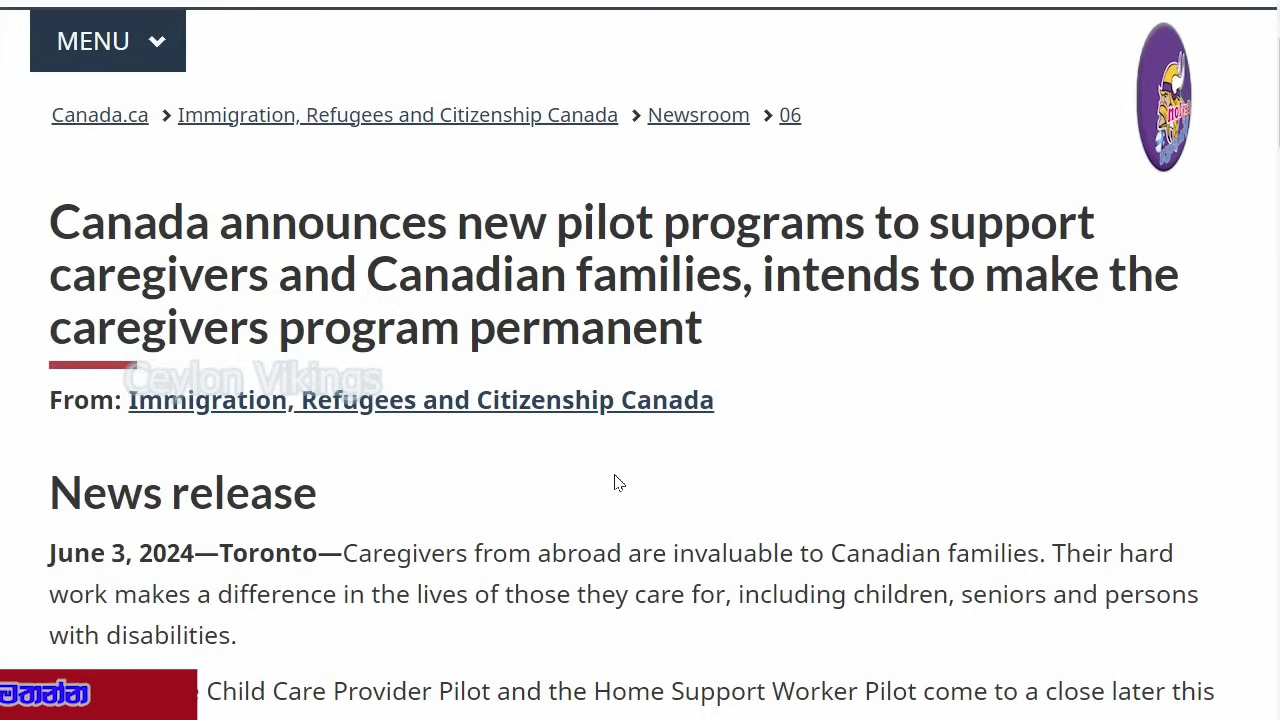 MENU
Canada.ca > Immigration, Refugees and Citizenship Canada > Newsroom > 06
Canada announces new pilot programs to support
caregivers and Canadian families, intends to make the
caregivers program permanent
Ceylon Vikings
From: Immigration, Refugees and Citizenship Canada
News release
June 3, 2024—Toronto—Caregivers from abroad are invaluable to Canadian families. Their hard
work makes a difference in the lives of those they care for, including children, seniors and persons
with disabilities.
Child Care Provider Pilot and the Home Support Worker Pilot come to a close later this